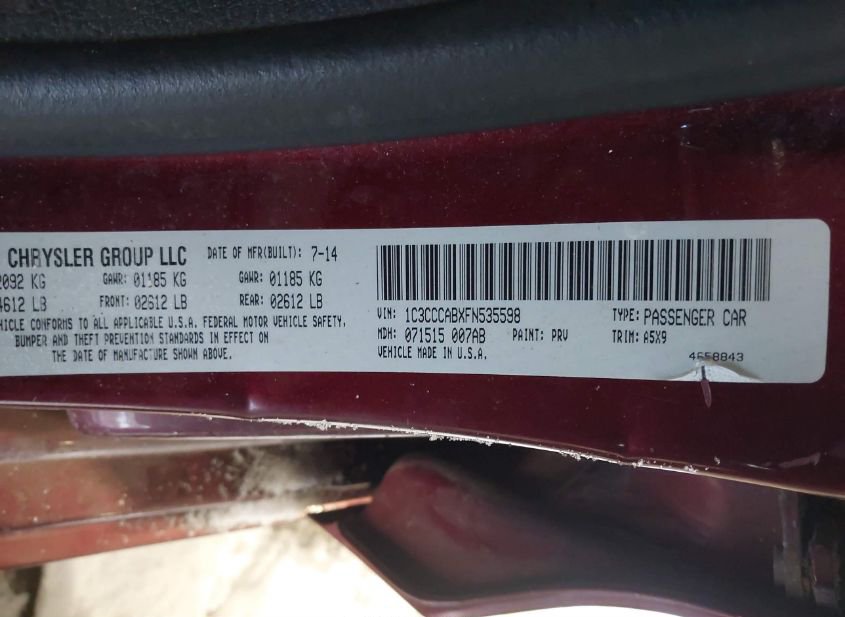 CHRYSLER GROUP LLC DATE OF MFR(BUILT): 7-14
2092 KG GAWR: 01185 KG GAWR: 01185 KG
4612 LB FRONT: 02612 LB REAR: 02612 LB
VEHICLE CONFORMS TO ALL APPLICABLE U.S.A. FEDERAL MOTOR VEHICLE SAFETY,
BUMPER AND THEFT PREVENTION STANDARDS IN EFFECT ON
THE DATE OF MANUFACTURE SHOWN ABOVE.
VIN: 1C3CCCABXFN535598 TYPE: PASSENGER CAR
MDH: 071515 007AB PAINT: PRV TRIM: A5X9
VEHICLE MADE IN U.S.A.